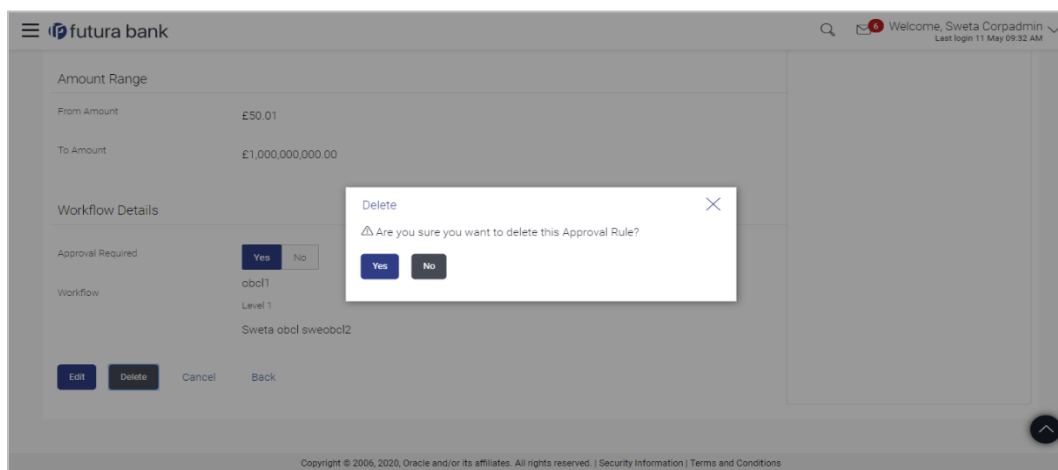 futura bank
6
Welcome, Sweta Corpadmin
Last login 11 May 09:32 AM
Amount Range
From Amount
£50.01
To Amount
£1,000,000,000.00
Workflow Details
Delete
Are you sure you want to delete this Approval Rule?
Yes No
Approval Required
Yes No
Workflow
obcl1
Level 1
Sweta obcl sweobcl2
Edit Delete Cancel Back
Copyright © 2006, 2020, Oracle and/or its affiliates. All rights reserved. | Security Information | Terms and Conditions